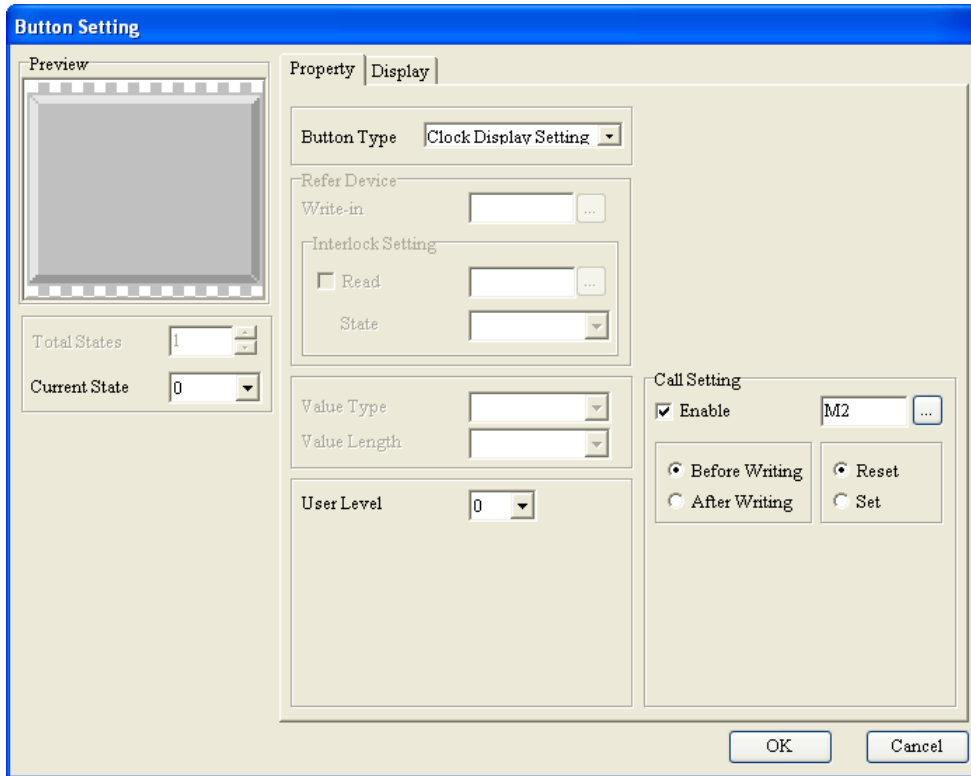 Button Setting
Preview
Total States
1
Current State
0
Property
Display
Button Type
Clock Display Setting
Refer Device
Write-in
...
Interlock Setting
Read
...
State
Value Type
Value Length
User Level
0
Call Setting
Enable
M2
...
Before Writing
After Writing
Reset
Set
OK
Cancel